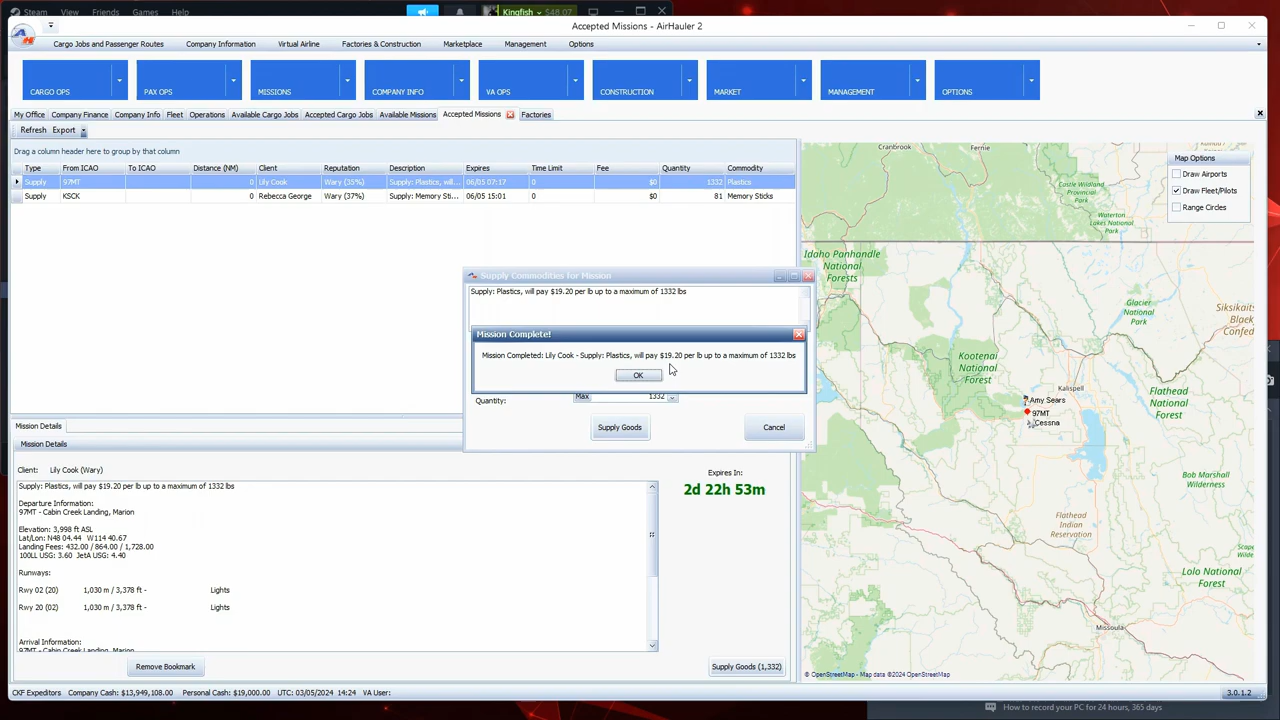 Steam View Friends Games Help
Kingfish $48.07
Accepted Missions - AirHauler 2
Cargo Jobs and Passenger Routes Company Information Virtual Airline Factories & Construction Marketplace Management Options
CARGO OPS PAX OPS MISSIONS COMPANY INFO VA OPS CONSTRUCTION MARKET MANAGEMENT OPTIONS
My Office Company Finance Company Info Fleet Operations Available Cargo Jobs Accepted Cargo Jobs Available Missions Accepted Missions Factories
Refresh Export
Drag a column header here to group by that column
Type From ICAO To ICAO Distance (NM) Client Reputation Description Expires Time Limit Fee Quantity Commodity
Supply 97MT 0 Lily Cook Wary (35%) Supply: Plastics, will... 06/05 07:17 0 $0 1332 Plastics
Supply KSCK 0 Rebecca George Wary (37%) Supply: Memory Sti... 06/05 15:01 0 $0 81 Memory Sticks
Supply Commodities for Mission
Supply: Plastics, will pay $19.20 per lb up to a maximum of 1332 lbs
Mission Complete!
Mission Completed: Lily Cook - Supply: Plastics, will pay $19.20 per lb up to a maximum of 1332 lbs
OK
Quantity: Max 1332
Supply Goods Cancel
Mission Details
Mission Details
Client: Lily Cook (Wary)
Supply: Plastics, will pay $19.20 per lb up to a maximum of 1332 lbs
Departure Information:
97MT - Cabin Creek Landing, Marion
Elevation: 3,998 ft ASL
Lat/Lon: N48 04.44 W114 40.67
Landing Fees: 432.00 / 864.00 / 1,728.00
100LL USG: 3.60 JetA USG: 4.40
Runways:
Rwy 02 (20) 1,030 m / 3,378 ft - Lights
Rwy 20 (02) 1,030 m / 3,378 ft - Lights
Arrival Information:
97MT - Cabin Creek Landing, Marion
Expires In:
2d 22h 53m
Remove Bookmark
Supply Goods (1,332)
Map Options
Draw Airports
Draw Fleet/Pilots
Range Circles
Cranbrook
Fernie
Castle Wildland
Provincial
Park
Waterton
Lakes
National
Park
Idaho Panhandle
National
Forests
Glacier
National
Park
Kootenai
National
Forest
Kalispell
Amy Sears
97MT
Cessna
Flathead
National
Forest
Bob Marshall
Wilderness
Flathead
Indian
Reservation
Lolo National
Forest
Missoula
© OpenStreetMap - Map data ©2024 OpenStreetMap
CKF Expeditors Company Cash: $13,949,108.00 Personal Cash: $19,000.00 UTC: 03/05/2024 14:24 VA User:
3.0.1.2
How to record your PC for 24 hours, 365 days